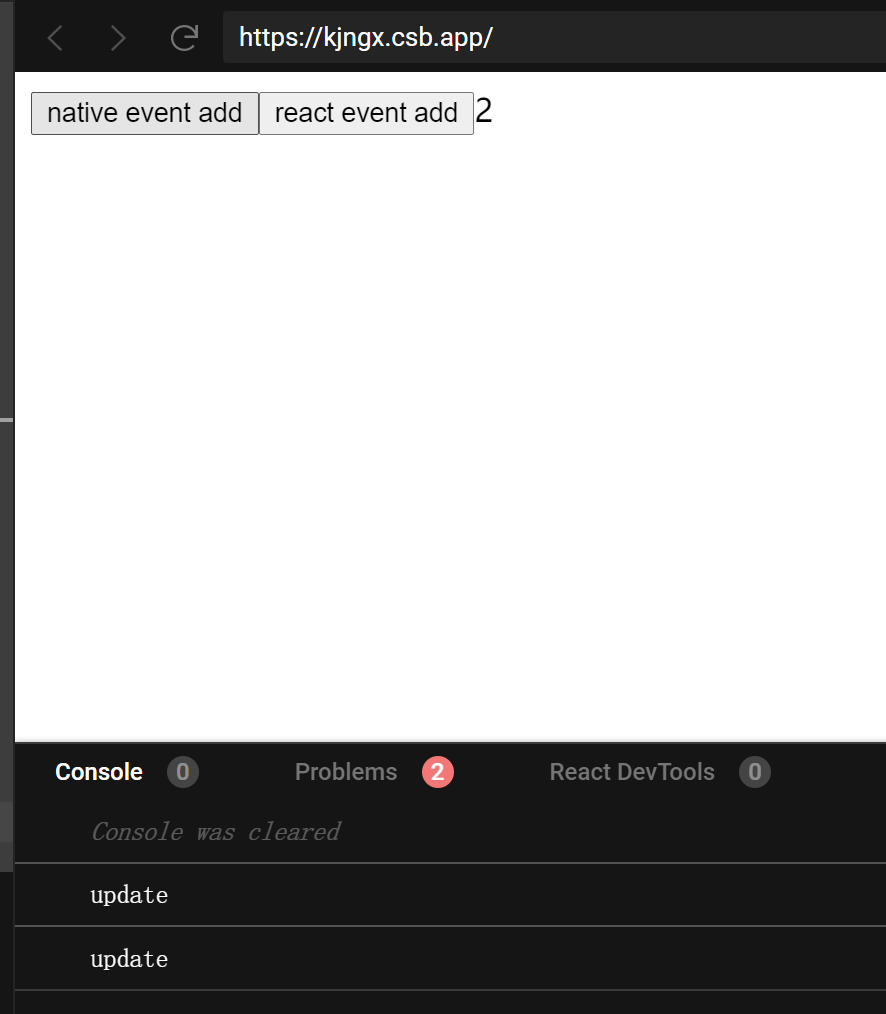 https://kjngx.csb.app/
native event add react event add 2
Console 0 Problems 2 React DevTools 0
Console was cleared
update
update